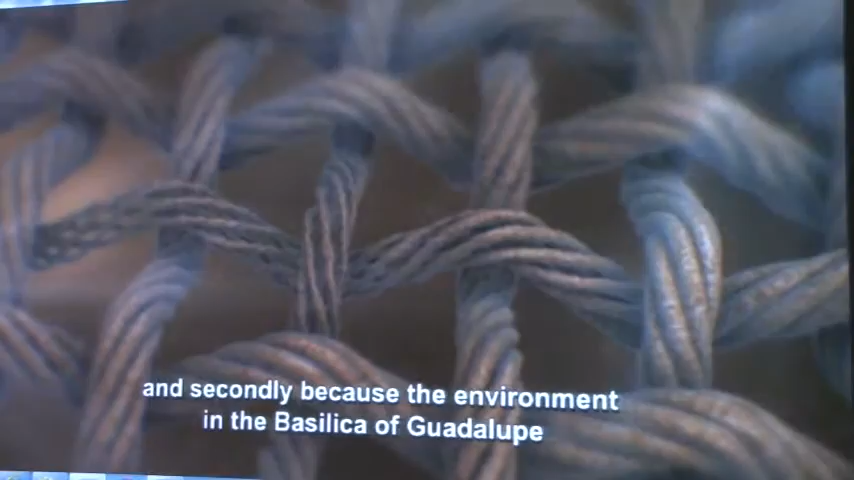 and secondly because the environment
in the Basilica of Guadalupe